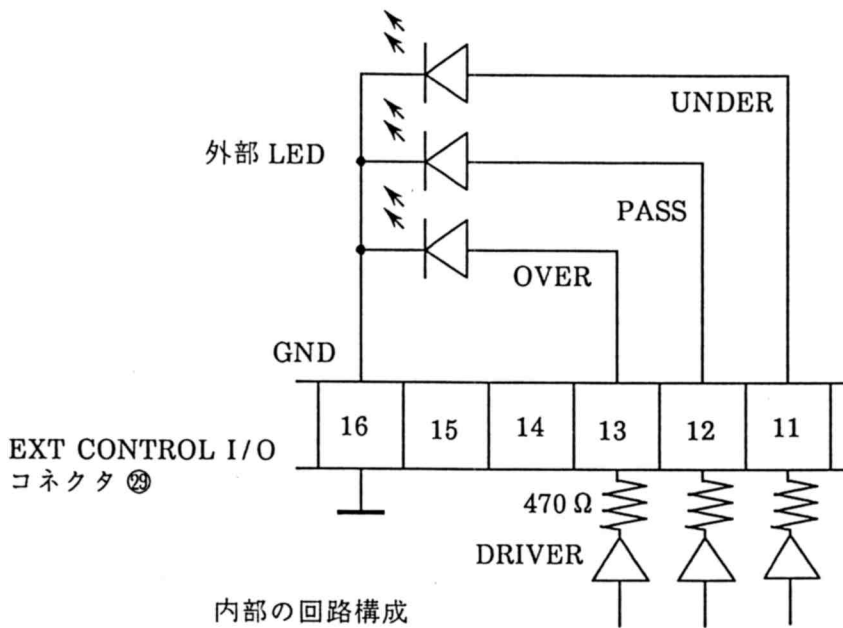 UNDER
外部 LED
PASS
OVER
GND
16 15 14 13 12 11
EXT CONTROL I/O
コネクタ ㉙
470 Ω
DRIVER
内部の回路構成